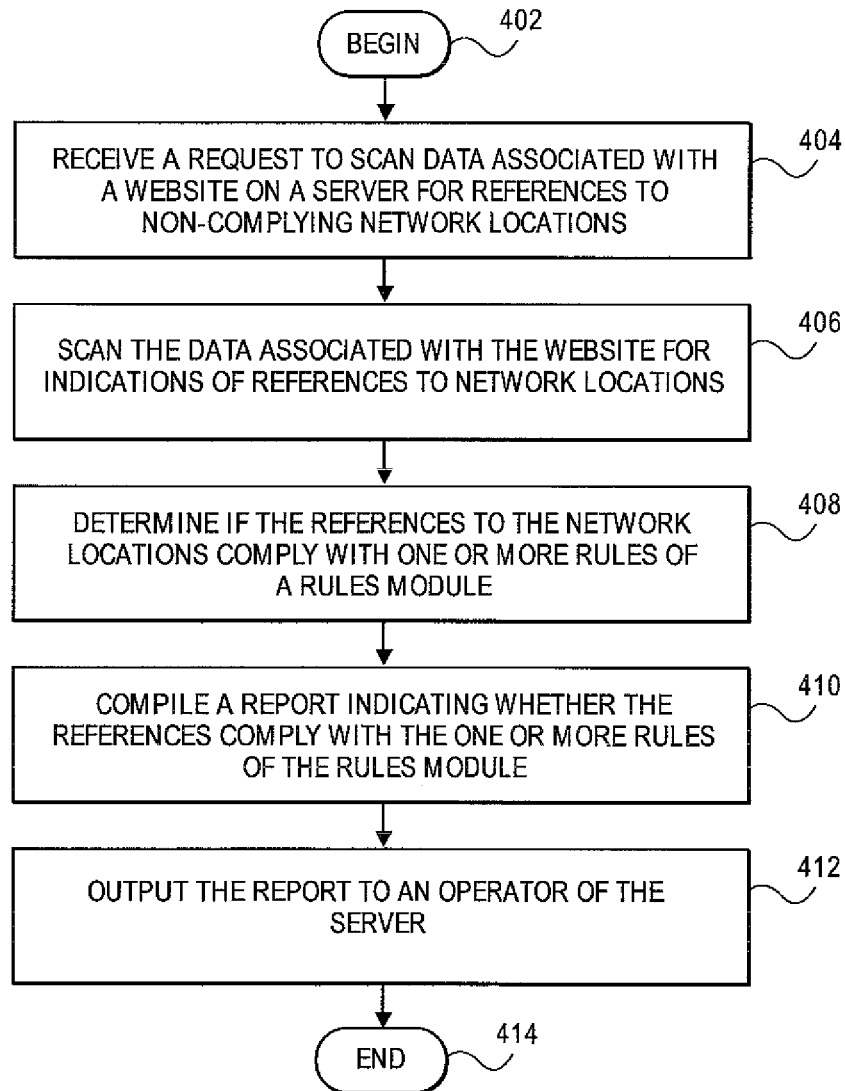 BEGIN
402
RECEIVE A REQUEST TO SCAN DATA ASSOCIATED WITH
A WEBSITE ON A SERVER FOR REFERENCES TO
NON-COMPLYING NETWORK LOCATIONS
404
SCAN THE DATA ASSOCIATED WITH THE WEBSITE FOR
INDICATIONS OF REFERENCES TO NETWORK LOCATIONS
406
DETERMINE IF THE REFERENCES TO THE NETWORK
LOCATIONS COMPLY WITH ONE OR MORE RULES OF
A RULES MODULE
408
COMPILE A REPORT INDICATING WHETHER THE
REFERENCES COMPLY WITH THE ONE OR MORE RULES
OF THE RULES MODULE
410
OUTPUT THE REPORT TO AN OPERATOR OF THE
SERVER
412
END
414